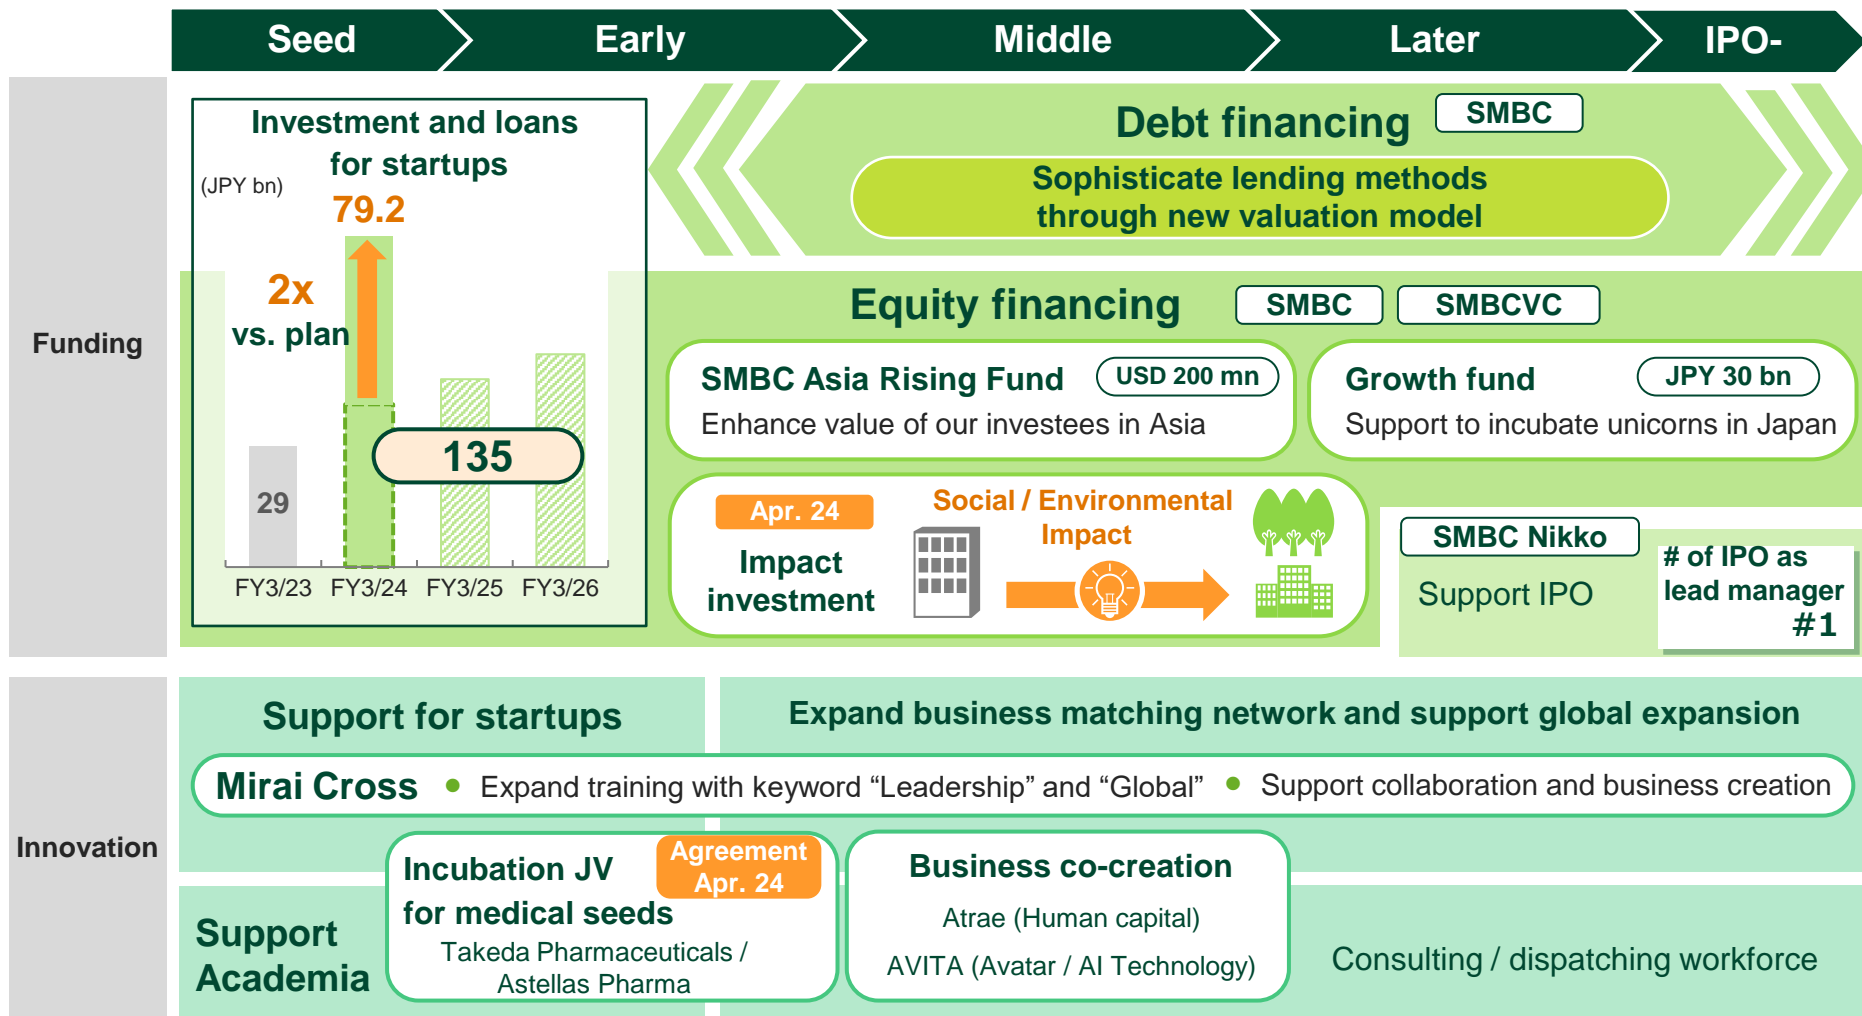 Seed
Early
Middle
Later
IPO-
Funding
Investment and loans
for startups
(JPY bn)
79.2
2x
vs. plan
135
29
FY3/23
FY3/24
FY3/25
FY3/26
Debt financing
SMBC
Sophisticate lending methods
through new valuation model
Equity financing
SMBC
SMBCVC
SMBC Asia Rising Fund
USD 200 mn
Enhance value of our investees in Asia
Growth fund
JPY 30 bn
Support to incubate unicorns in Japan
Apr. 24
Impact
investment
Social / Environmental
Impact
SMBC Nikko
Support IPO
# of IPO as
lead manager
#1
Innovation
Support for startups
Expand business matching network and support global expansion
Mirai Cross
• Expand training with keyword “Leadership” and “Global”
• Support collaboration and business creation
Incubation JV
for medical seeds
Agreement
Apr. 24
Takeda Pharmaceuticals /
Astellas Pharma
Business co-creation
Atrae (Human capital)
AVITA (Avatar / AI Technology)
Support
Academia
Consulting / dispatching workforce